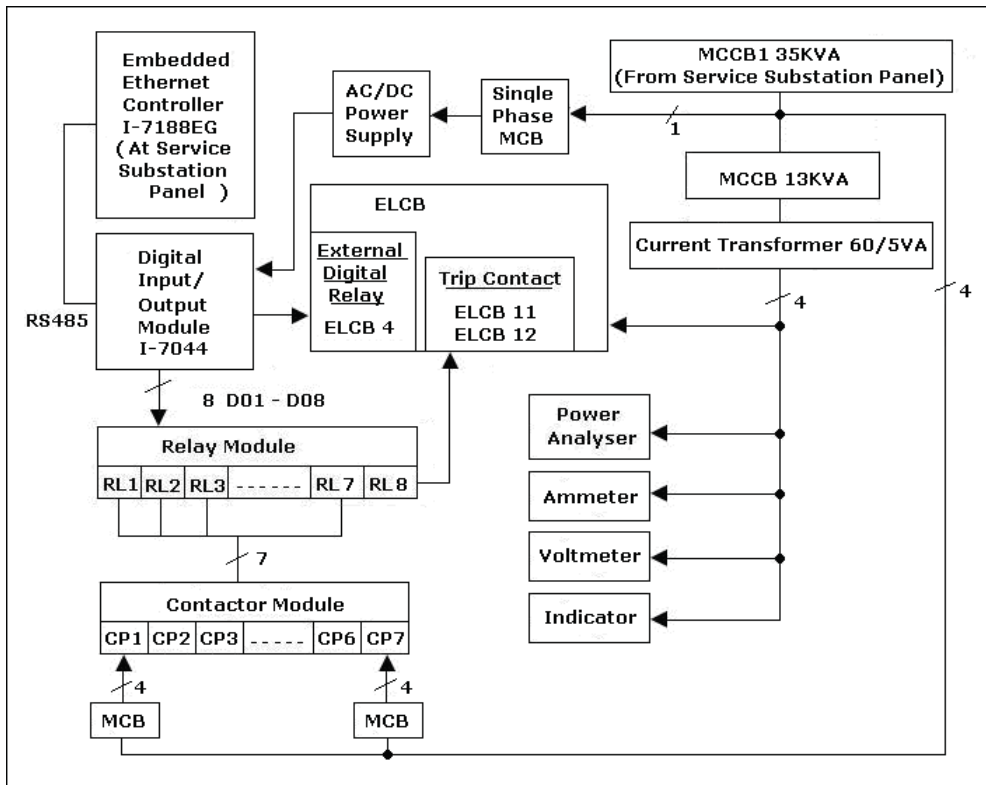 Embedded
Ethernet
Controller
I-7188EG
( At Service
Substation
Panel )
AC/DC
Power
Supply
Single
Phase
MCB
MCCB1 35KVA
(From Service Substation Panel)
1
MCCB 13KVA
Current Transformer 60/5VA
4
4
ELCB
External
Digital
Relay
ELCB 4
Trip Contact
ELCB 11
ELCB 12
Digital
Input/
Output
Module
I-7044
RS485
8 D01 - D08
Relay Module
RL1 RL2 RL3 ------ RL7 RL8
7
Contactor Module
CP1 CP2 CP3 ----- CP6 CP7
4
4
MCB
MCB
Power
Analyser
Ammeter
Voltmeter
Indicator